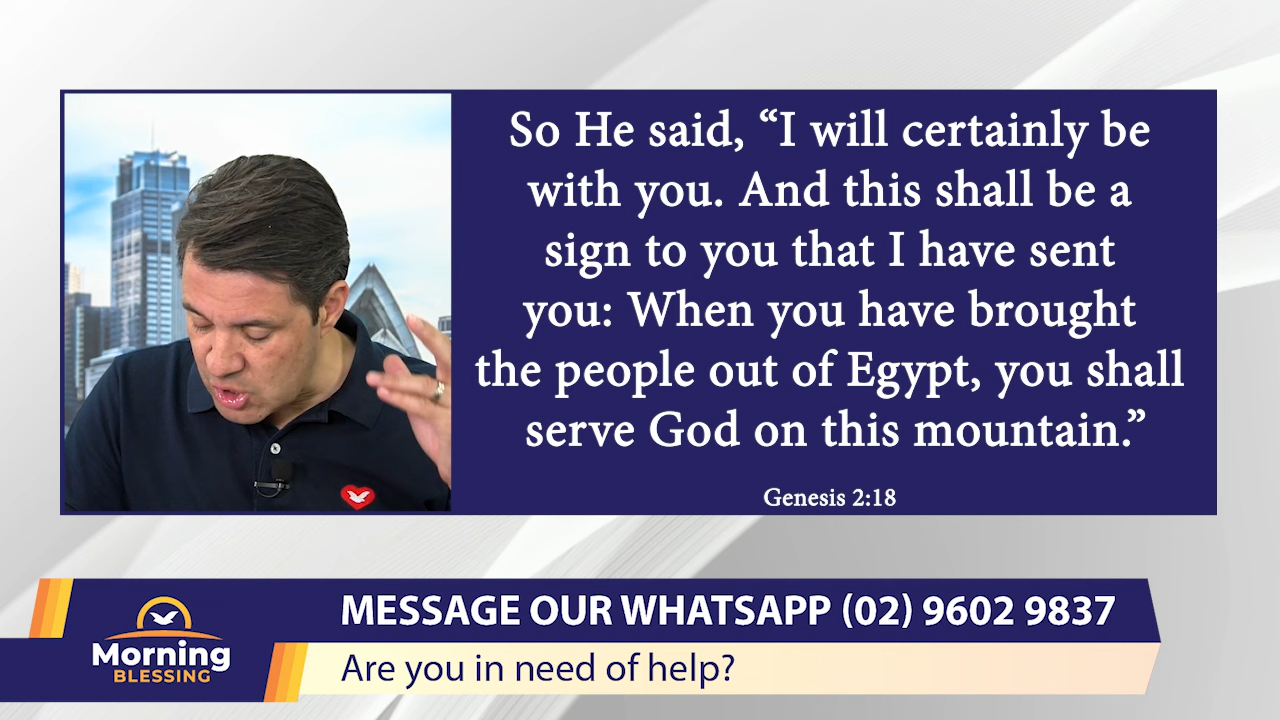 So He said, “I will certainly be
with you. And this shall be a
sign to you that I have sent
you: When you have brought
the people out of Egypt, you shall
serve God on this mountain.”
Genesis 2:18
MESSAGE OUR WHATSAPP (02) 9602 9837
Are you in need of help?
Morning
BLESSING